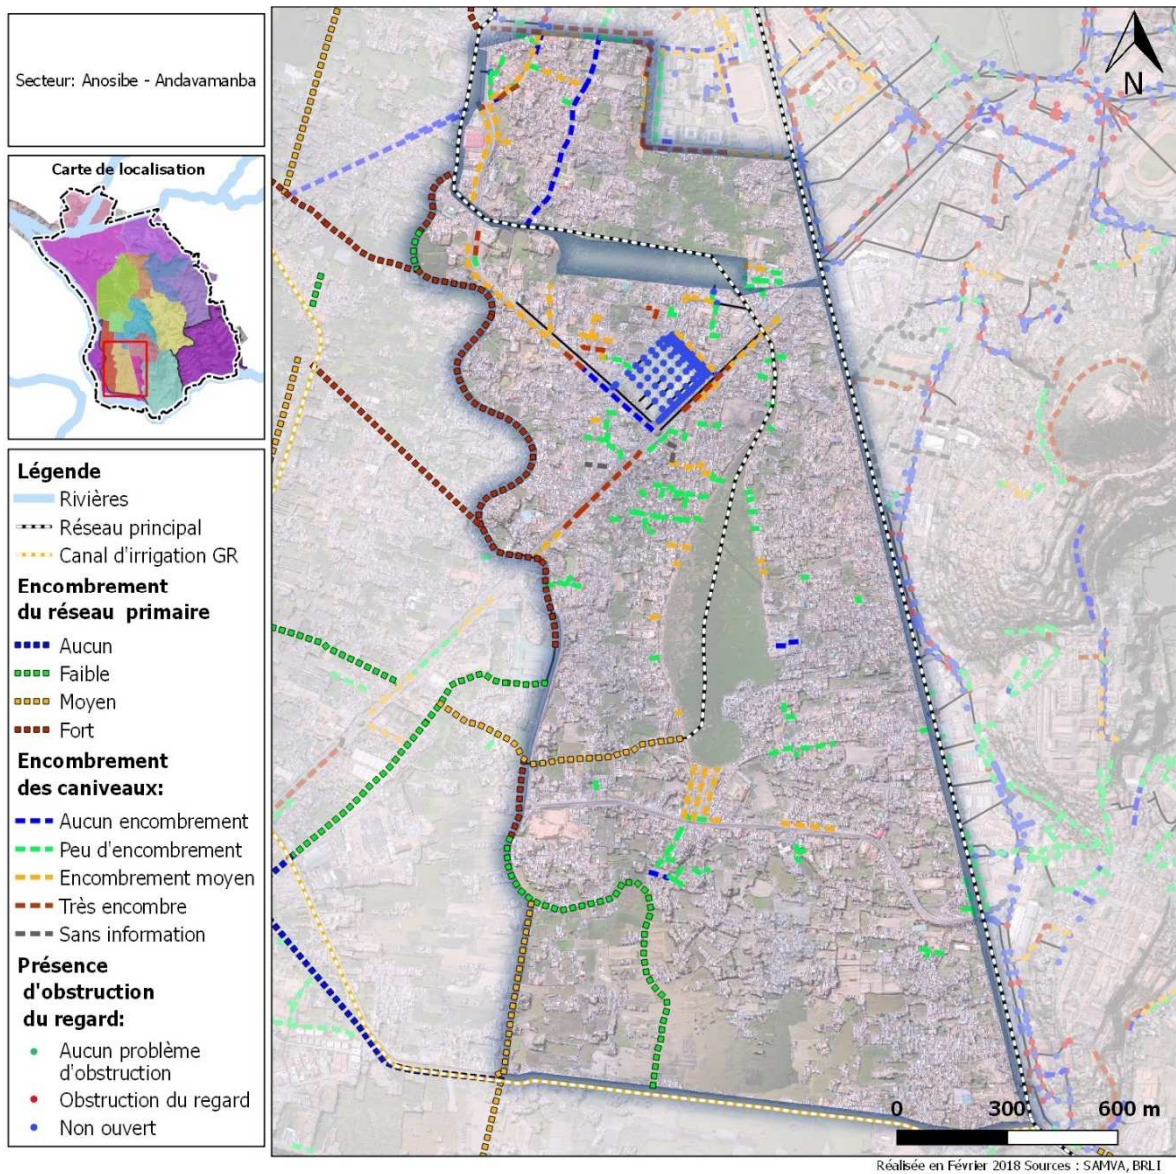 Secteur: Anosibe - Andavamanba
Carte de localisation
Légende
Rivières
Réseau principal
Canal d'irrigation GR
Encombrement
du réseau primaire
Aucun
Faible
Moyen
Fort
Encombrement
des caniveaux:
Aucun encombrement
Peu d'encombrement
Encombrement moyen
Très encombre
Sans information
Présence
d'obstruction
du regard:
Aucun problème
d'obstruction
Obstruction du regard
Non ouvert
N
0 300 600 m
Réalisée en Février 2018 Sources : SAMVA, BRLI